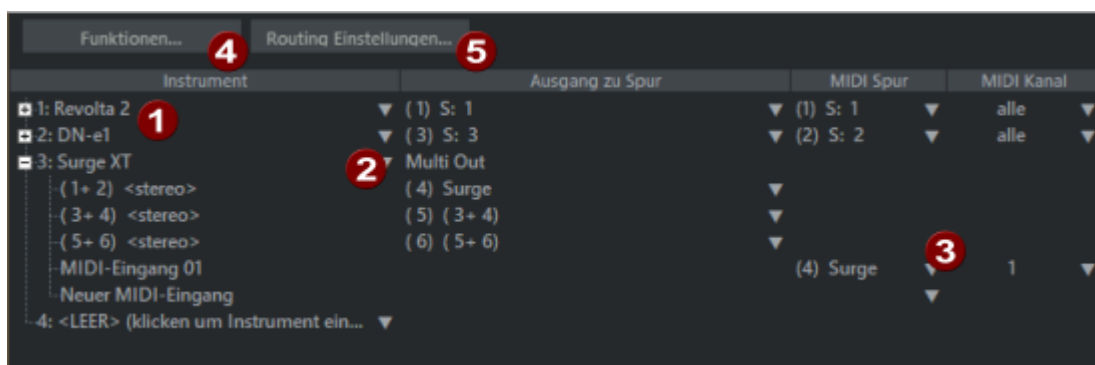 Funktionen... 4 Routing Einstellungen... 5
Instrument Ausgang zu Spur MIDI Spur MIDI Kanal
1: Revolta 2 1 (1) S: 1 (1) S: 1 alle
2: DN-e1 (3) S: 3 (2) S: 2 alle
3: Surge XT 2 Multi Out
(1+ 2) <stereo> (4) Surge
(3+ 4) <stereo> (5) (3+ 4)
(5+ 6) <stereo> (6) (5+ 6)
MIDI-Eingang 01 (4) Surge 3 1
Neuer MIDI-Eingang
4: <LEER> (klicken um Instrument ein...